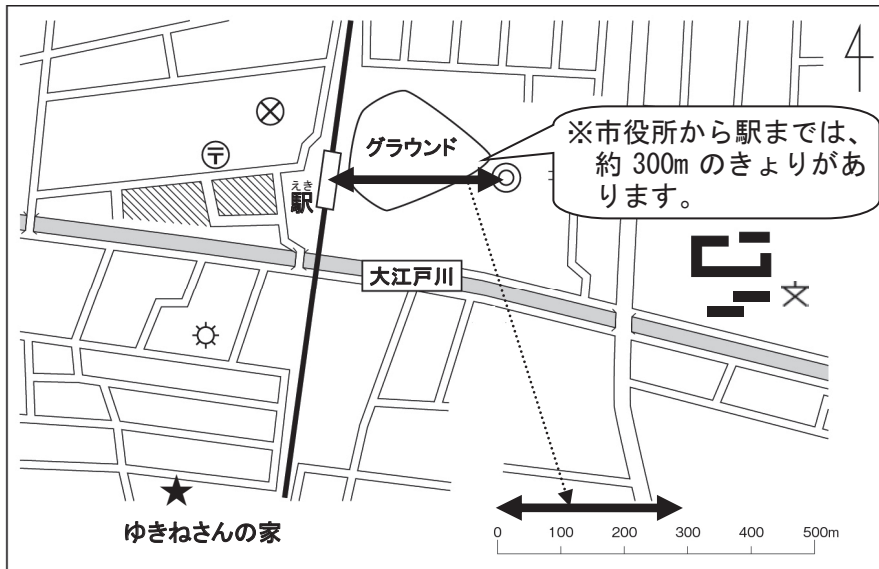 ※市役所から駅までは、
約 300m のきょりがあ
ります。
グラウンド
〒
えき
駅
大江戸川
文
ゆきねさんの家
0 100 200 300 400 500m